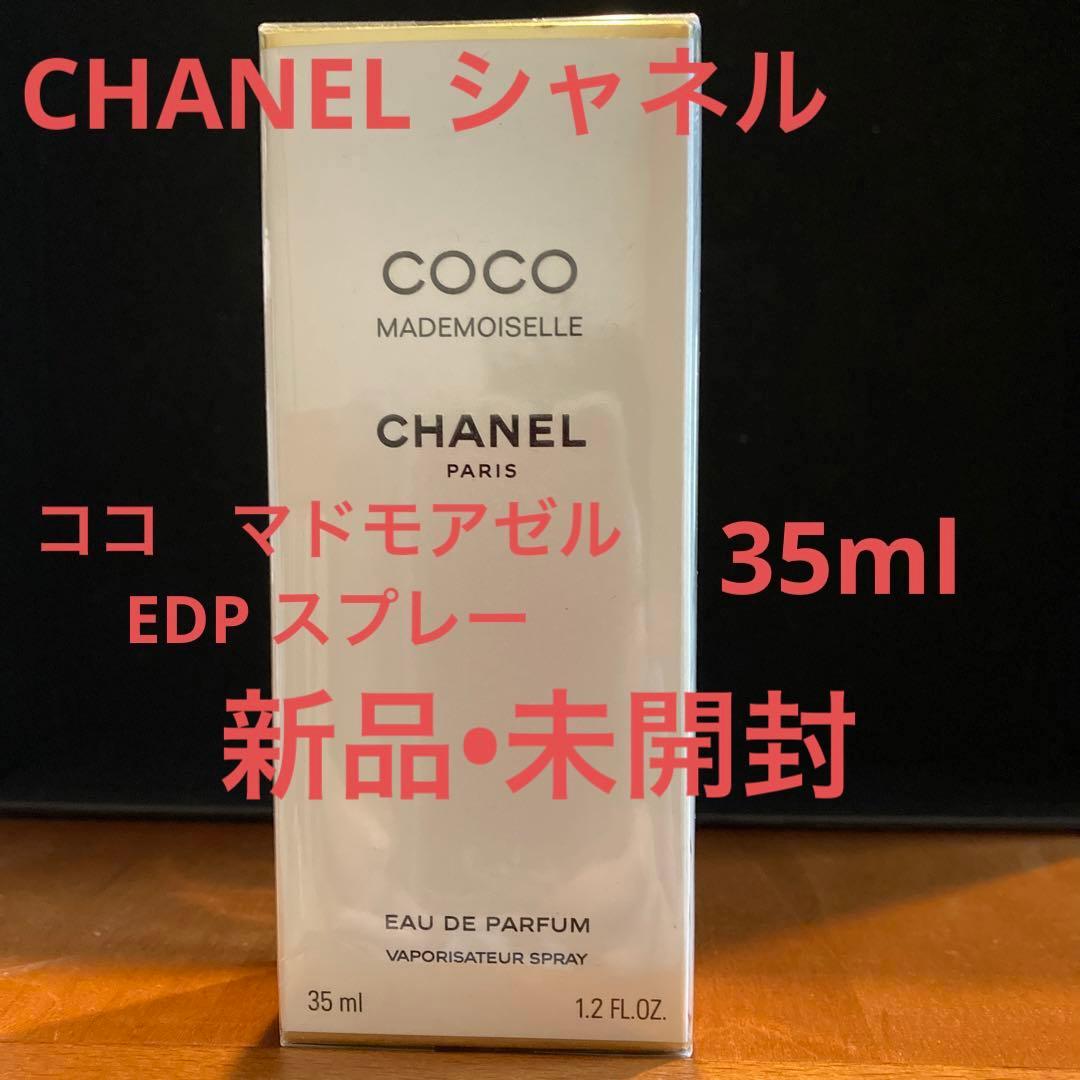 CHANEL シャネル
COCO
MADEMOISELLE
CHANEL
PARIS
ココ　マドモアゼル
35ml
EDP スプレー
新品•未開封
EAU DE PARFUM
VAPORISATEUR SPRAY
35 ml
1.2 FL.OZ.